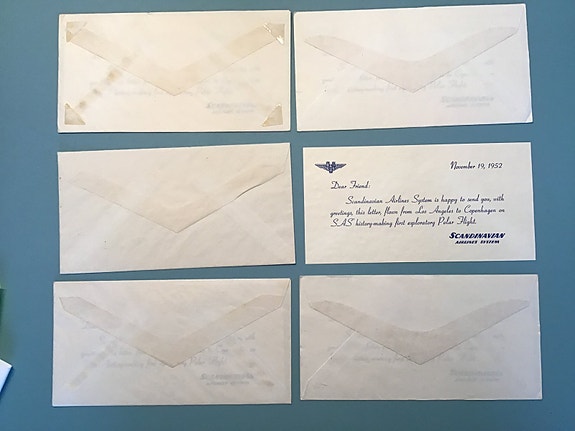 November 19, 1952
Dear Friend:
Scandinavian Airlines System is happy to send you, with
greetings, this letter, flown from Los Angeles to Copenhagen on
SAS' history-making first exploratory Polar Flight.
SCANDINAVIAN
AIRLINES SYSTEM